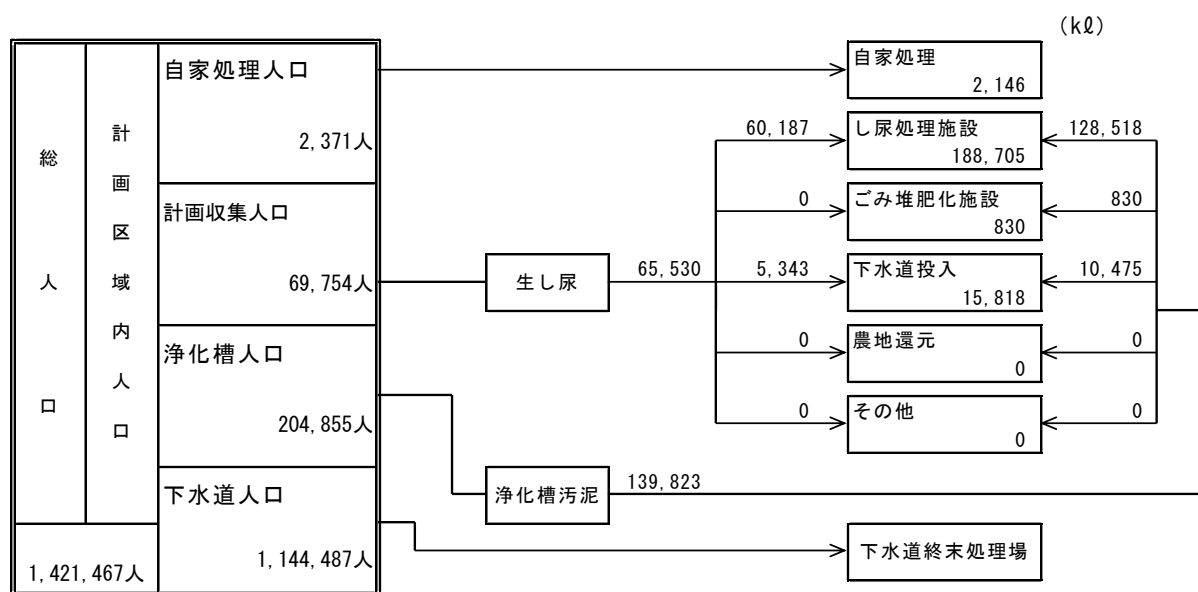 (kℓ)
総人口
計画区域内人口
1,421,467人
自家処理人口
2,371人
計画収集人口
69,754人
浄化槽人口
204,855人
下水道人口
1,144,487人
生し尿
65,530
浄化槽汚泥
139,823
自家処理
2,146
60,187
し尿処理施設
188,705
128,518
0
ごみ堆肥化施設
830
830
5,343
下水道投入
15,818
10,475
0
農地還元
0
0
0
その他
0
0
下水道終末処理場